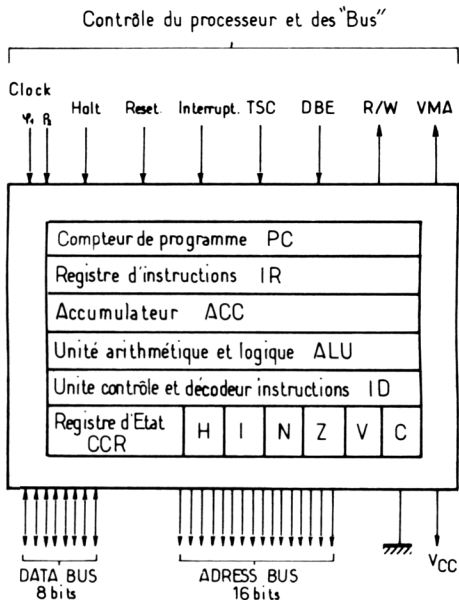 Contrôle du processeur et des "Bus"
Clock
φ₁ φ₂ Halt Reset. Interrupt. TSC DBE R/W VMA
Compteur de programme PC
Registre d'instructions IR
Accumulateur ACC
Unité arithmétique et logique ALU
Unite contrôle et décodeur instructions ID
Registre d'Etat H I N Z V C
CCR
DATA BUS ADRESS BUS VCC
8 bits 16 bits